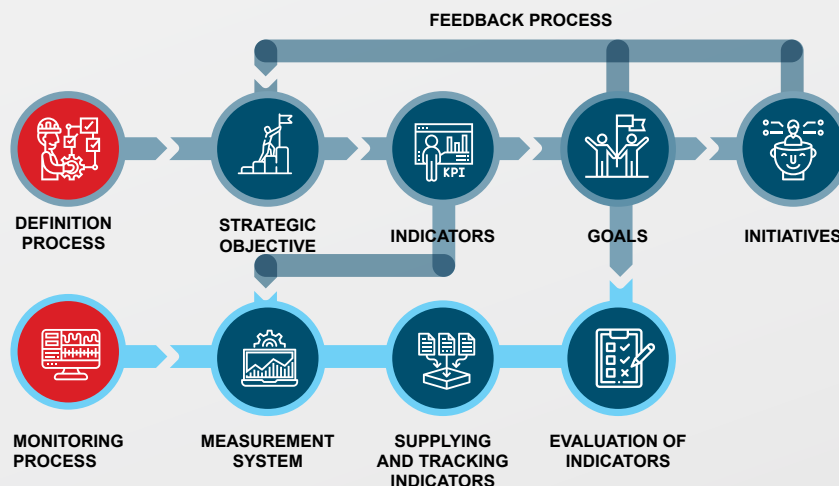 FEEDBACK PROCESS
KPI
DEFINITION
PROCESS
STRATEGIC
OBJECTIVE
INDICATORS
GOALS
INITIATIVES
MONITORING
PROCESS
MEASUREMENT
SYSTEM
SUPPLYING
AND TRACKING
INDICATORS
EVALUATION OF
INDICATORS